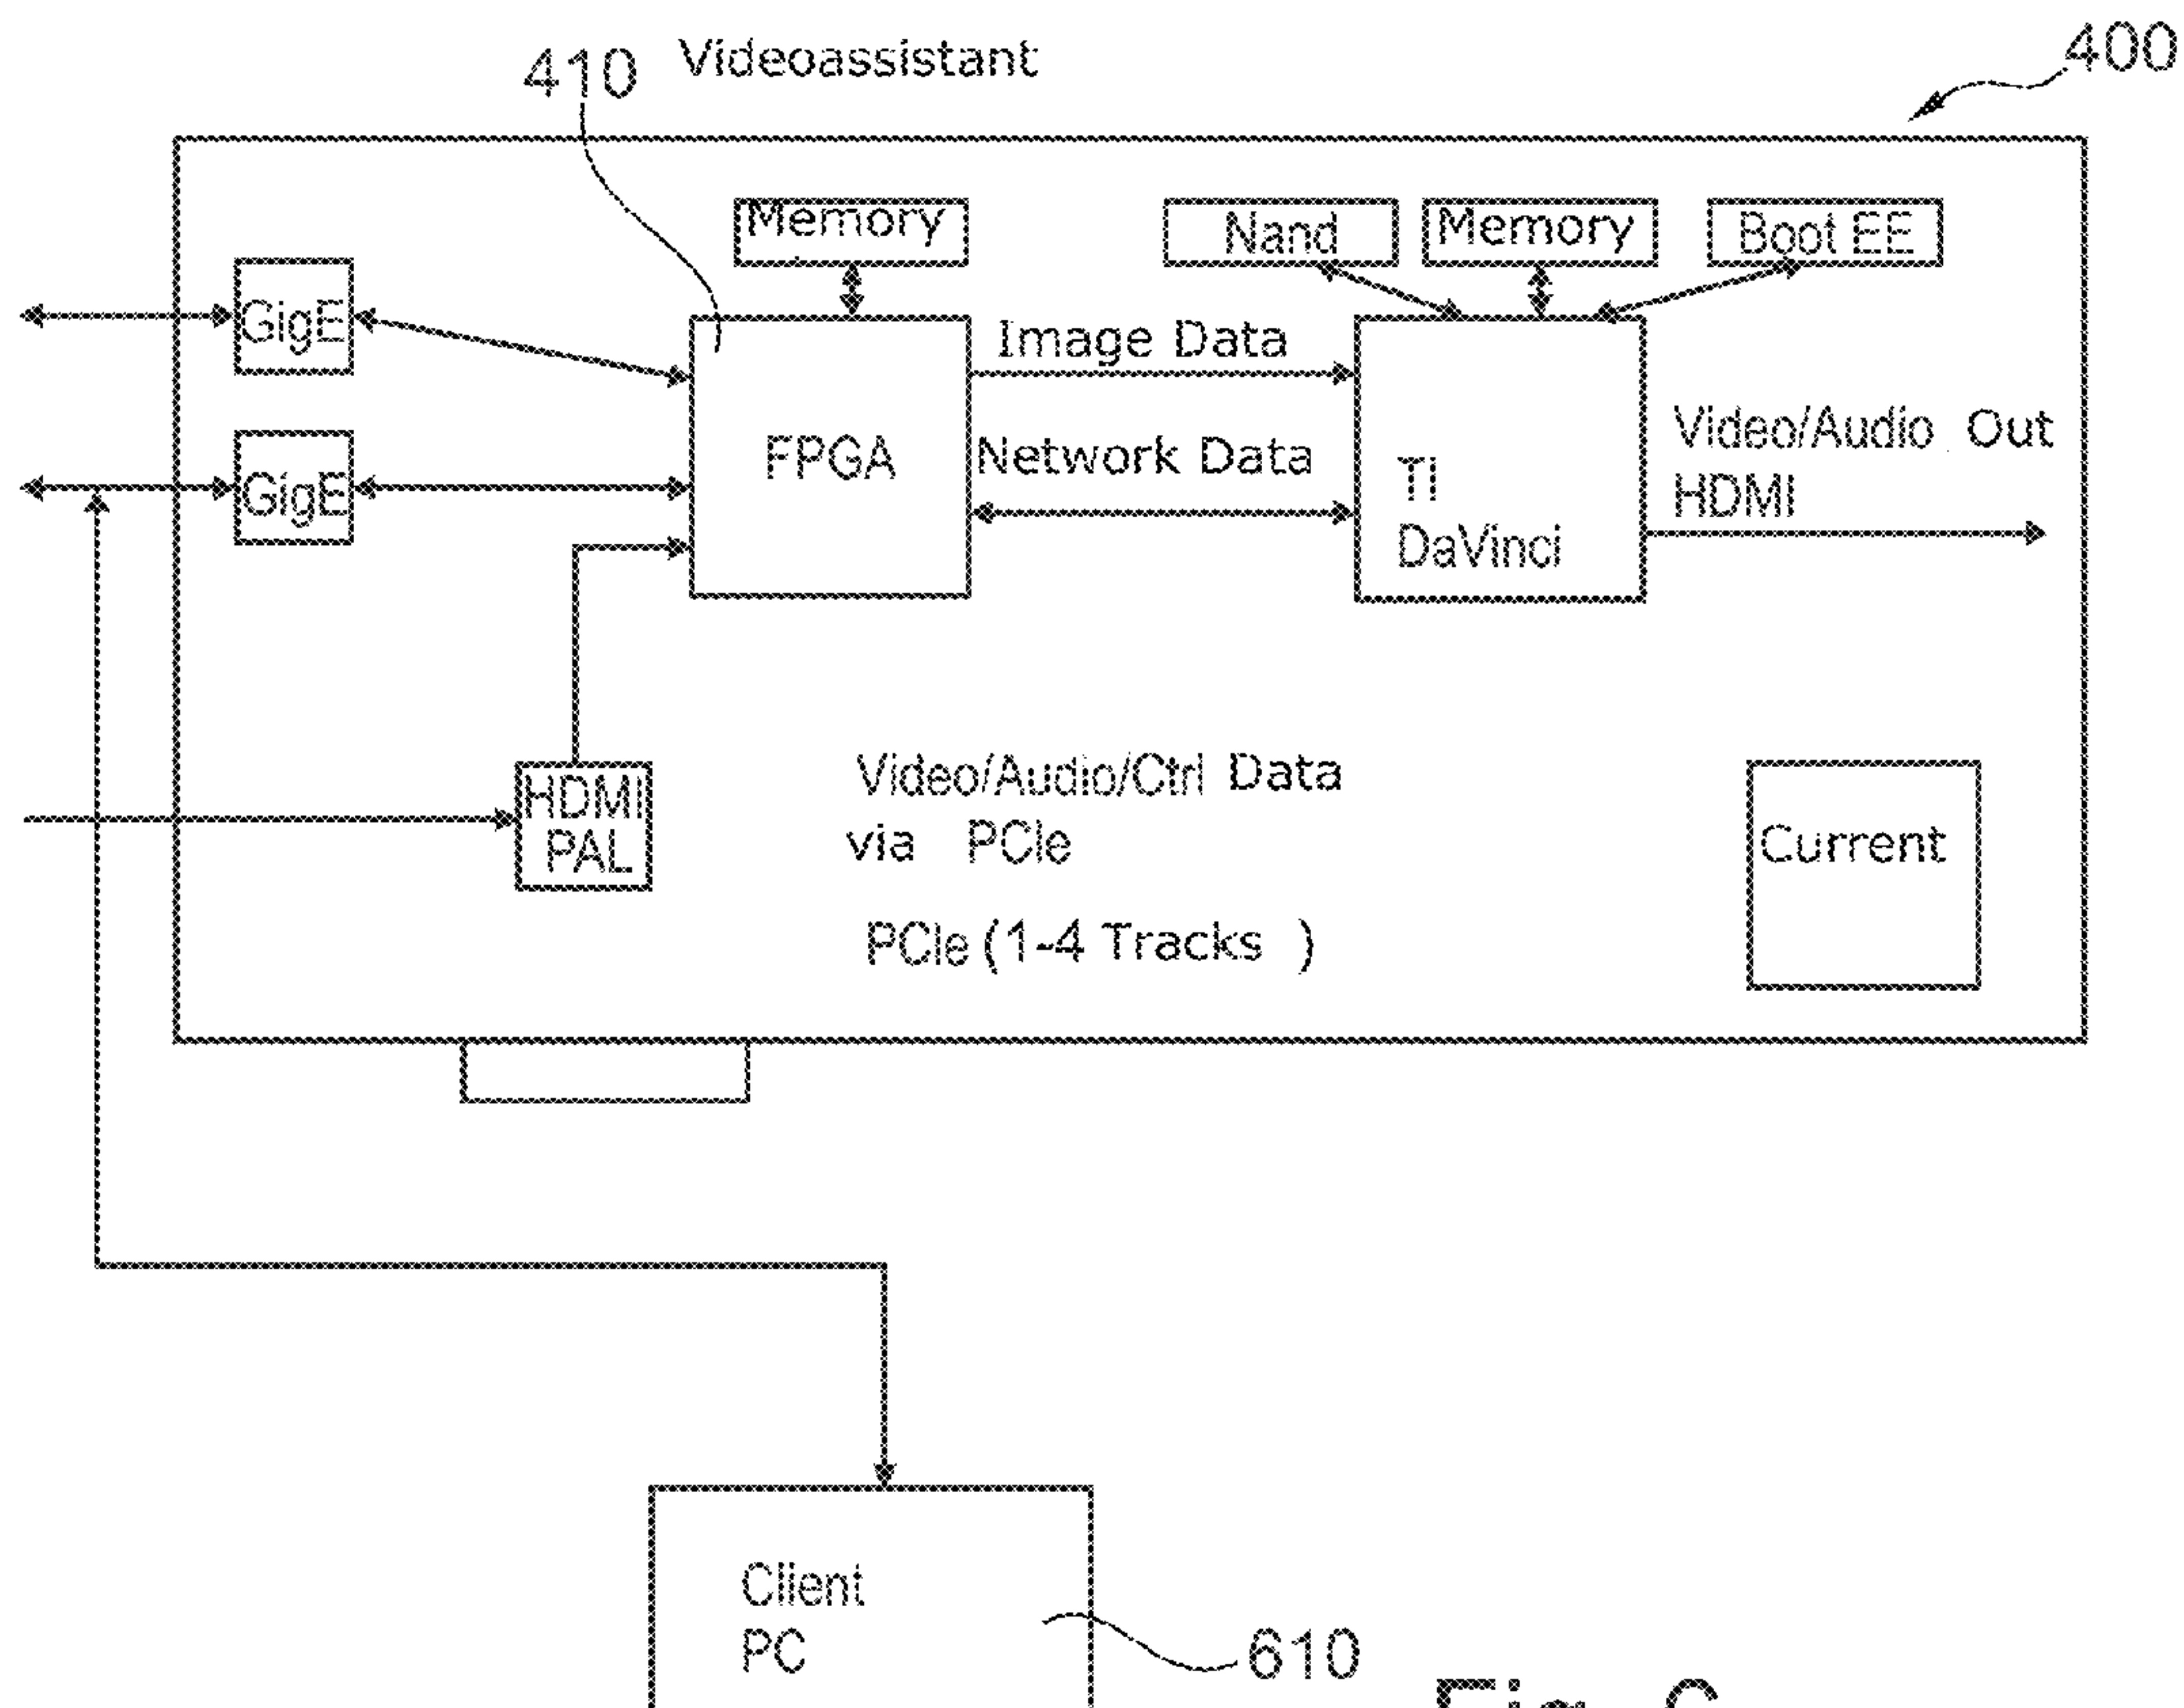 410 Videoassistant
400
Memory
Nand
Memory
Boot EE
GigE
Image Data
FPGA
Network Data
GigE
TI
DaVinci
Video/Audio Out
HDMI
HDMI
PAL
Video/Audio/Ctrl Data
via PCIe
PCIe (1-4 Tracks )
Current
Client
PC
610
Fig.